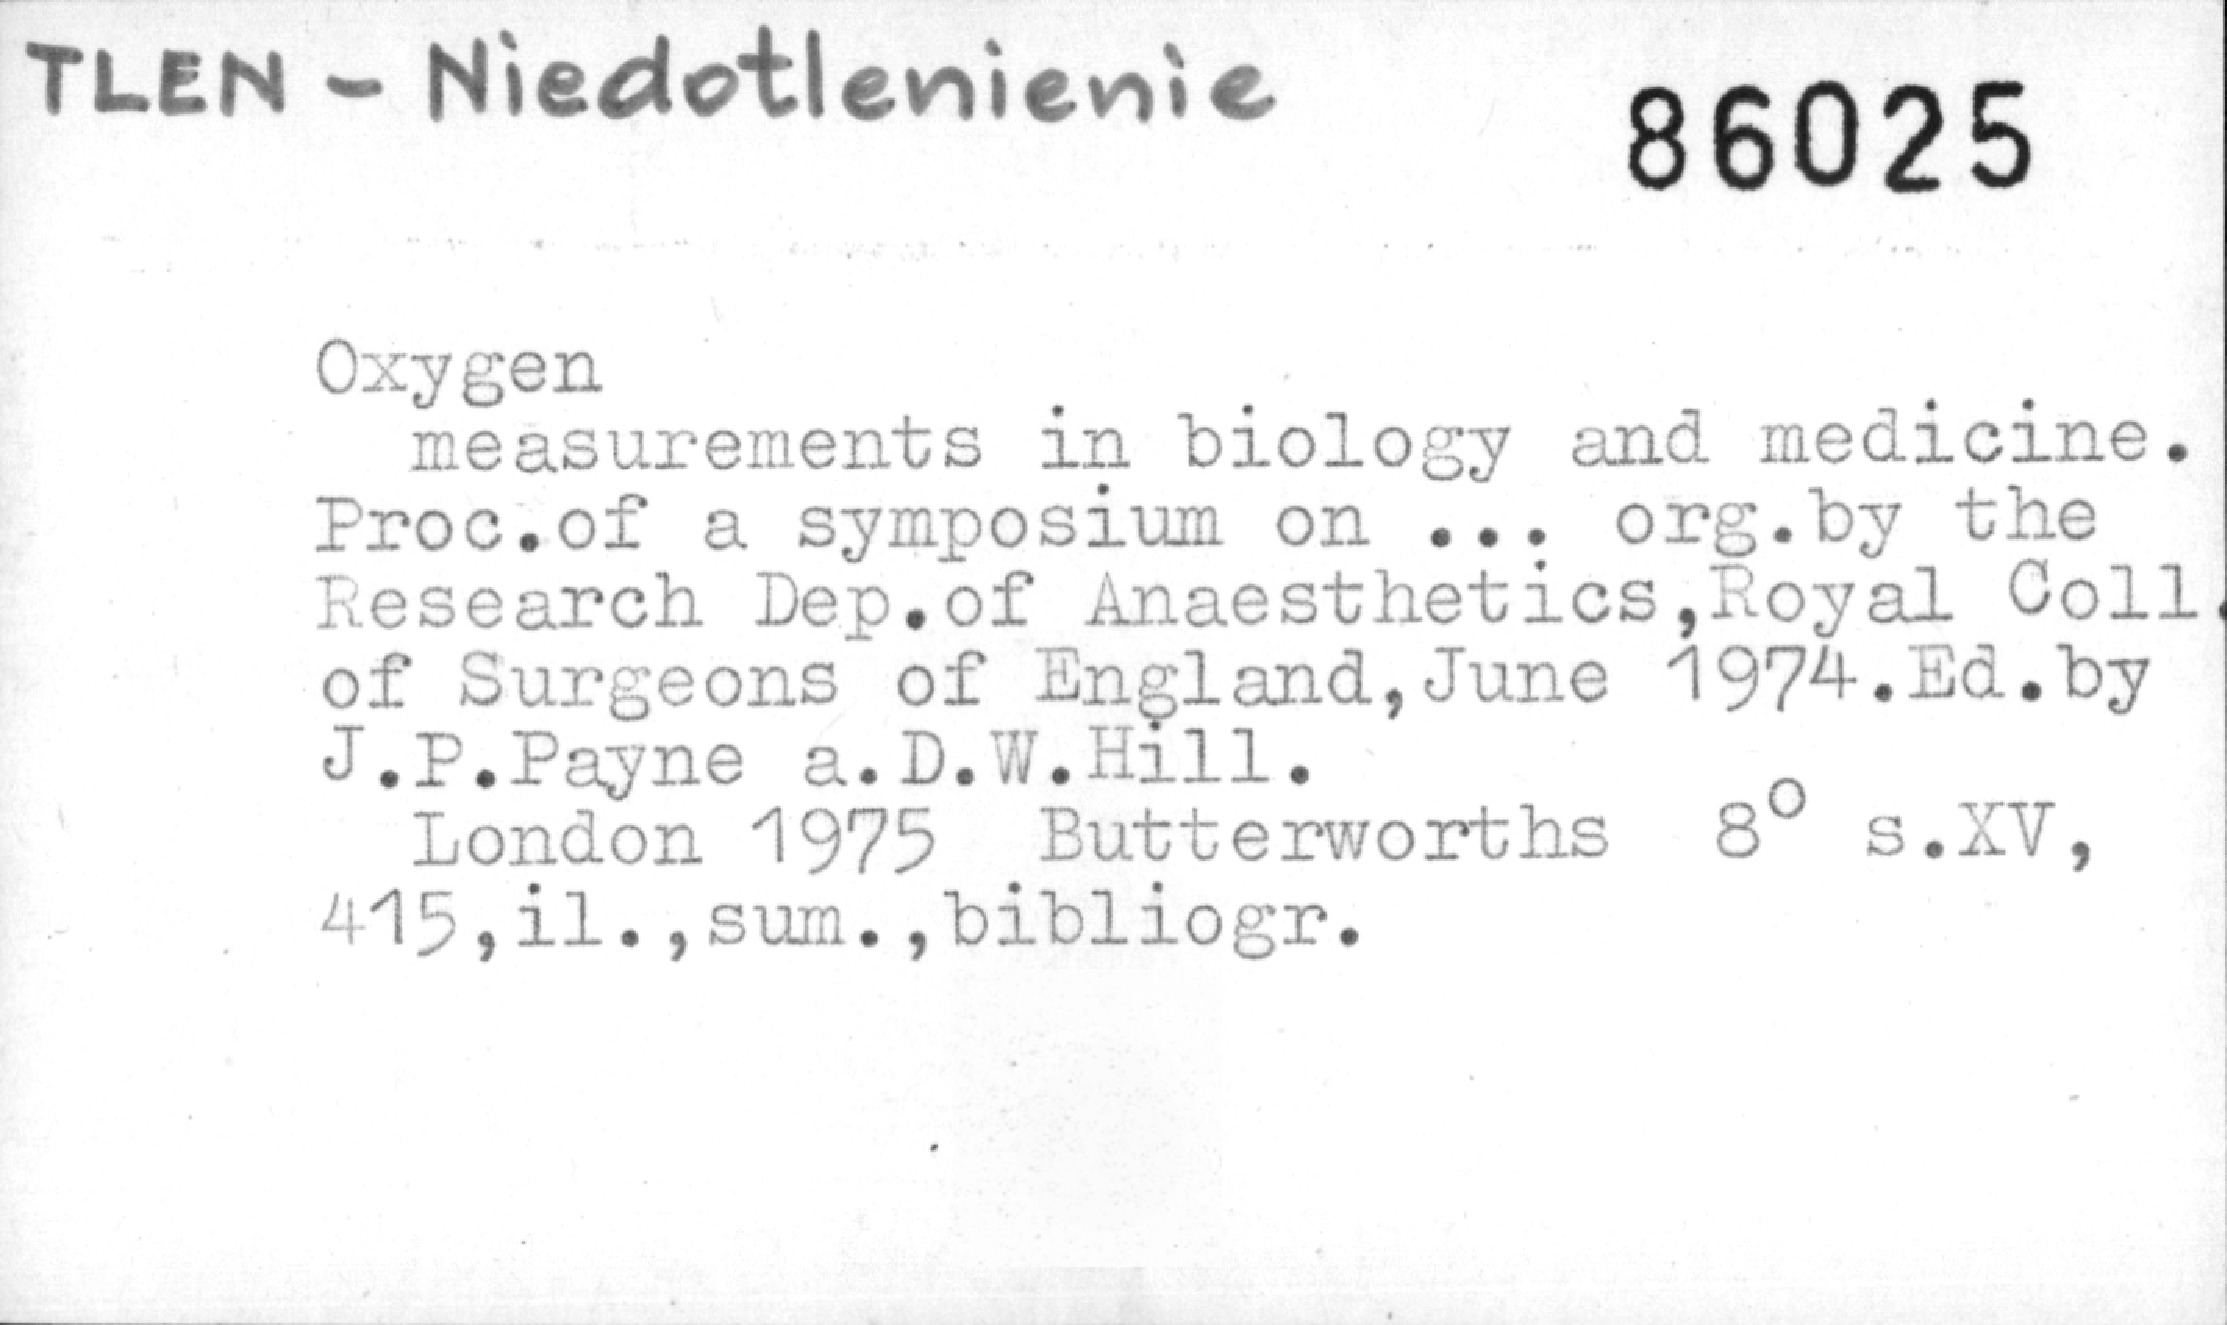 TLEN - Niedotlenienie
86025
Oxygen
measurements in biology and medicine.
Proc.of a symposium on ... org.by the
Research Dep.of Anaesthetics,Royal Coll.
of Surgeons of England,June 1974.Ed.by
J.P.Payne a.D.W.Hill.
London 1975 Butterworths 8° s.XV,
415,il.,sum.,bibliogr.